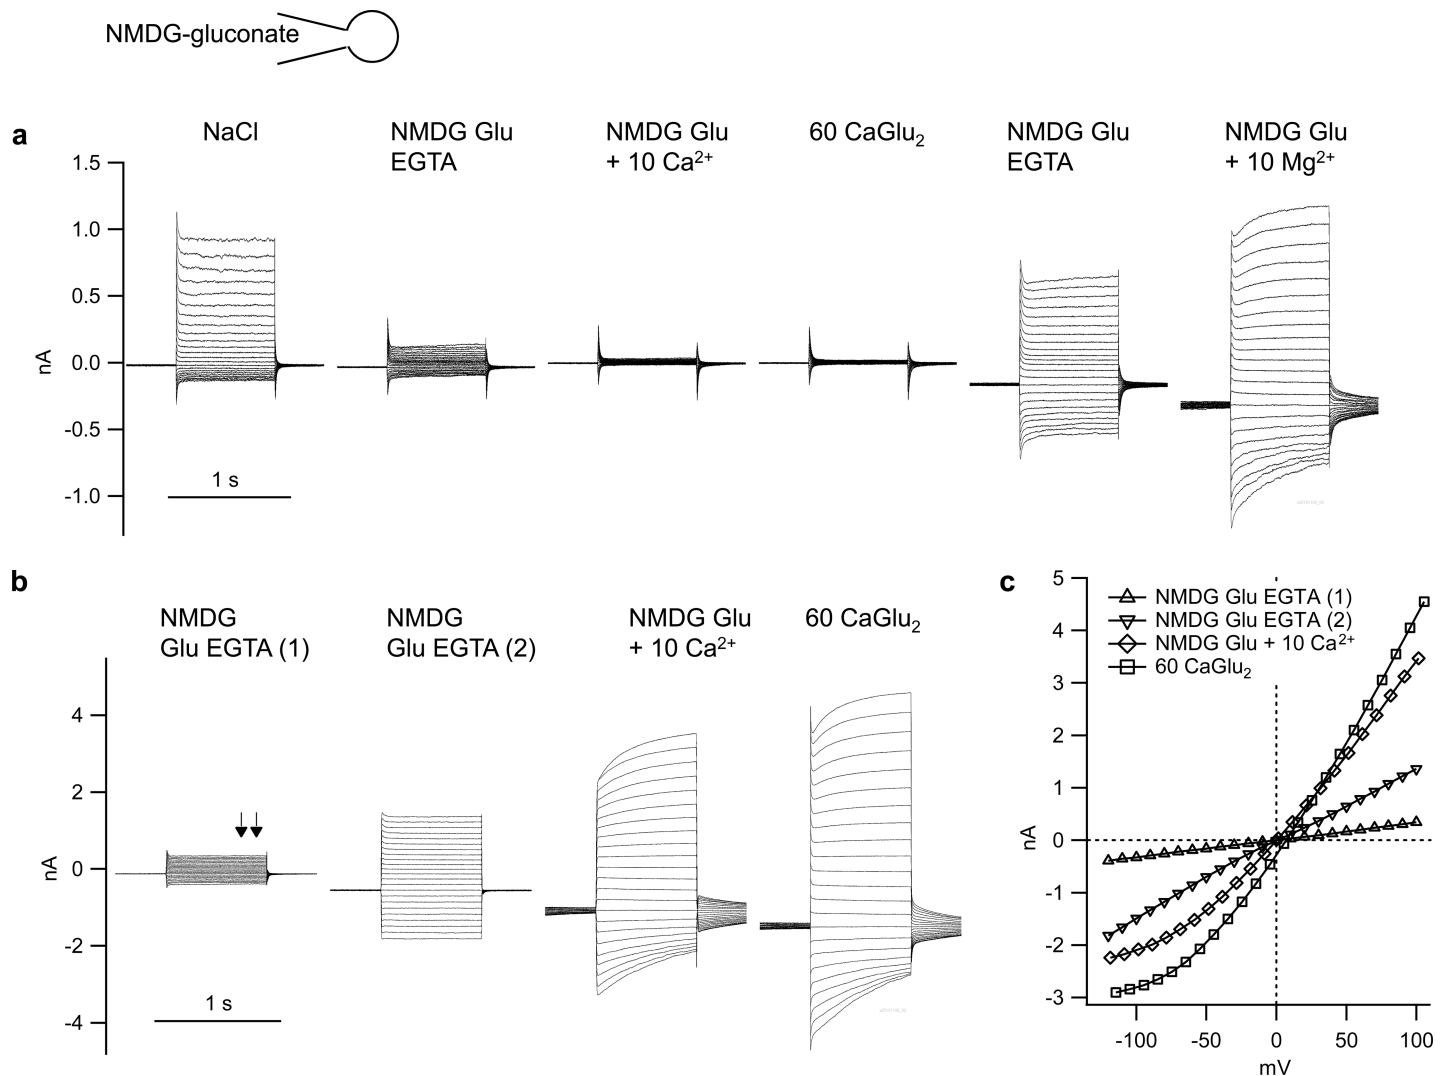 NMDG-gluconate
a
NaCl
NMDG Glu
EGTA
NMDG Glu
+ 10 Ca²⁺
60 CaGlu₂
NMDG Glu
EGTA
NMDG Glu
+ 10 Mg²⁺
1.5
1.0
0.5
0.0
-0.5
-1.0
nA
1 s
b
NMDG
Glu EGTA (1)
NMDG
Glu EGTA (2)
NMDG Glu
+ 10 Ca²⁺
60 CaGlu₂
4
2
0
-2
-4
nA
1 s
c
NMDG Glu EGTA (1)
NMDG Glu EGTA (2)
NMDG Glu + 10 Ca²⁺
60 CaGlu₂
5
4
3
2
1
0
-1
-2
-3
nA
-100
-50
0
50
100
mV